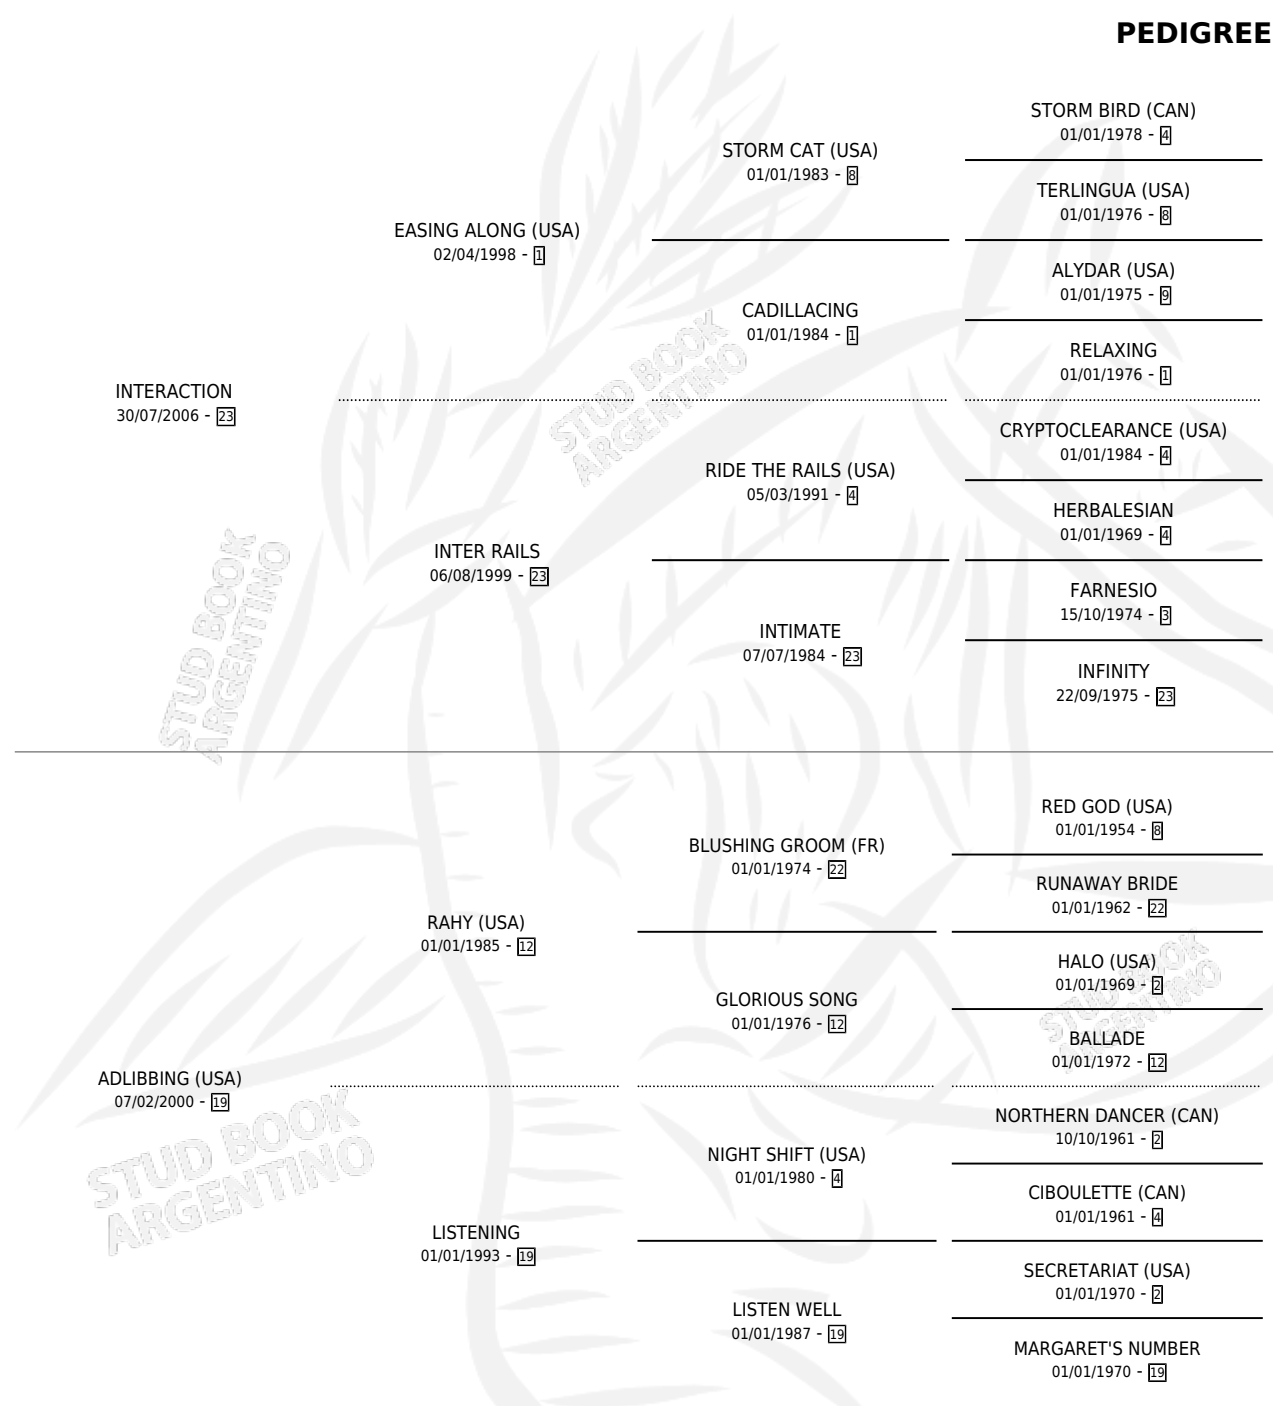 PEDIGREE
STORM BIRD (CAN)
01/01/1978 - 4
STORM CAT (USA)
01/01/1983 - 8
TERLINGUA (USA)
01/01/1976 - 8
EASING ALONG (USA)
02/04/1998 - 1
ALYDAR (USA)
01/01/1975 - 9
CADILLACING
01/01/1984 - 1
RELAXING
01/01/1976 - 1
INTERACTION
30/07/2006 - 23
CRYPTOCLEARANCE (USA)
01/01/1984 - 4
RIDE THE RAILS (USA)
05/03/1991 - 4
HERBALESIAN
01/01/1969 - 4
INTER RAILS
06/08/1999 - 23
FARNESIO
15/10/1974 - 3
INTIMATE
07/07/1984 - 23
INFINITY
22/09/1975 - 23
RED GOD (USA)
01/01/1954 - 8
BLUSHING GROOM (FR)
01/01/1974 - 22
RUNAWAY BRIDE
01/01/1962 - 22
RAHY (USA)
01/01/1985 - 12
HALO (USA)
01/01/1969 - 2
GLORIOUS SONG
01/01/1976 - 12
BALLADE
01/01/1972 - 12
ADLIBBING (USA)
07/02/2000 - 19
NORTHERN DANCER (CAN)
10/10/1961 - 2
NIGHT SHIFT (USA)
01/01/1980 - 4
CIBOULETTE (CAN)
01/01/1961 - 4
LISTENING
01/01/1993 - 19
SECRETARIAT (USA)
01/01/1970 - 2
LISTEN WELL
01/01/1987 - 19
MARGARET'S NUMBER
01/01/1970 - 19
STUD BOOK
ARGENTINO
STUD BOOK
ARGENTINO
STUD BOOK
ARGENTINO
STUD BOOK
ARGENTINO